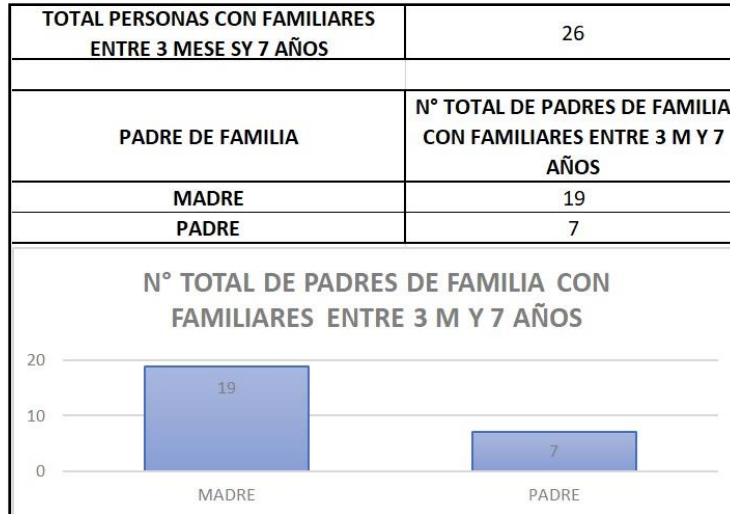 TOTAL PERSONAS CON FAMILIARES
ENTRE 3 MESE SY 7 AÑOS
26
PADRE DE FAMILIA
N° TOTAL DE PADRES DE FAMILIA
CON FAMILIARES ENTRE 3 M Y 7
AÑOS
MADRE
19
PADRE
7
N° TOTAL DE PADRES DE FAMILIA CON
FAMILIARES ENTRE 3 M Y 7 AÑOS
20
10
0
19
7
MADRE
PADRE